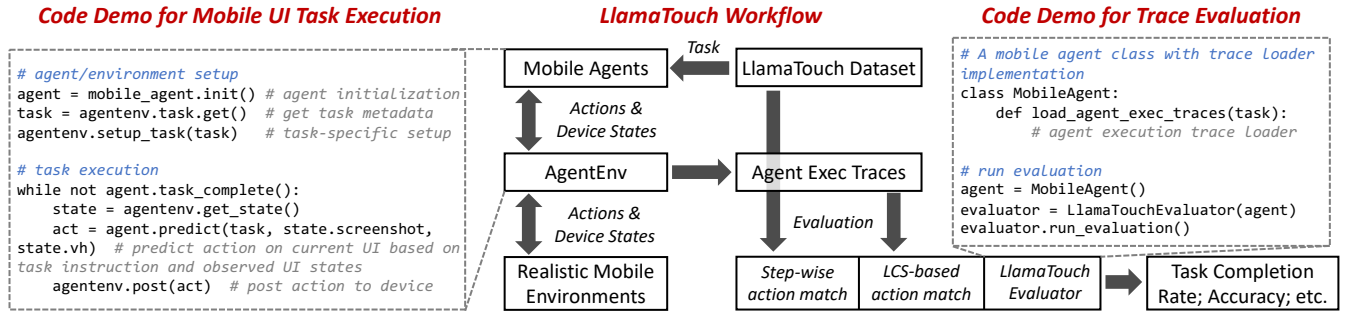 Code Demo for Mobile UI Task Execution
# agent/environment setup
agent = mobile_agent.init() # agent initialization
task = agentenv.task.get() # get task metadata
agentenv.setup_task(task) # task-specific setup
# task execution
while not agent.task_complete():
state = agentenv.get_state()
act = agent.predict(task, state.screenshot,
state.vh) # predict action on current UI based on
task instruction and observed UI states
agentenv.post(act) # post action to device
LlamaTouch Workflow
Task
Mobile Agents
LlamaTouch Dataset
Actions &
Device States
AgentEnv
Agent Exec Traces
Actions &
Device States
Evaluation
Realistic Mobile
Environments
Step-wise
action match
LCS-based
action match
LlamaTouch
Evaluator
Task Completion
Rate; Accuracy; etc.
Code Demo for Trace Evaluation
# A mobile agent class with trace loader
implementation
class MobileAgent:
def load_agent_exec_traces(task):
# agent execution trace loader
# run evaluation
agent = MobileAgent()
evaluator = LlamaTouchEvaluator(agent)
evaluator.run_evaluation()